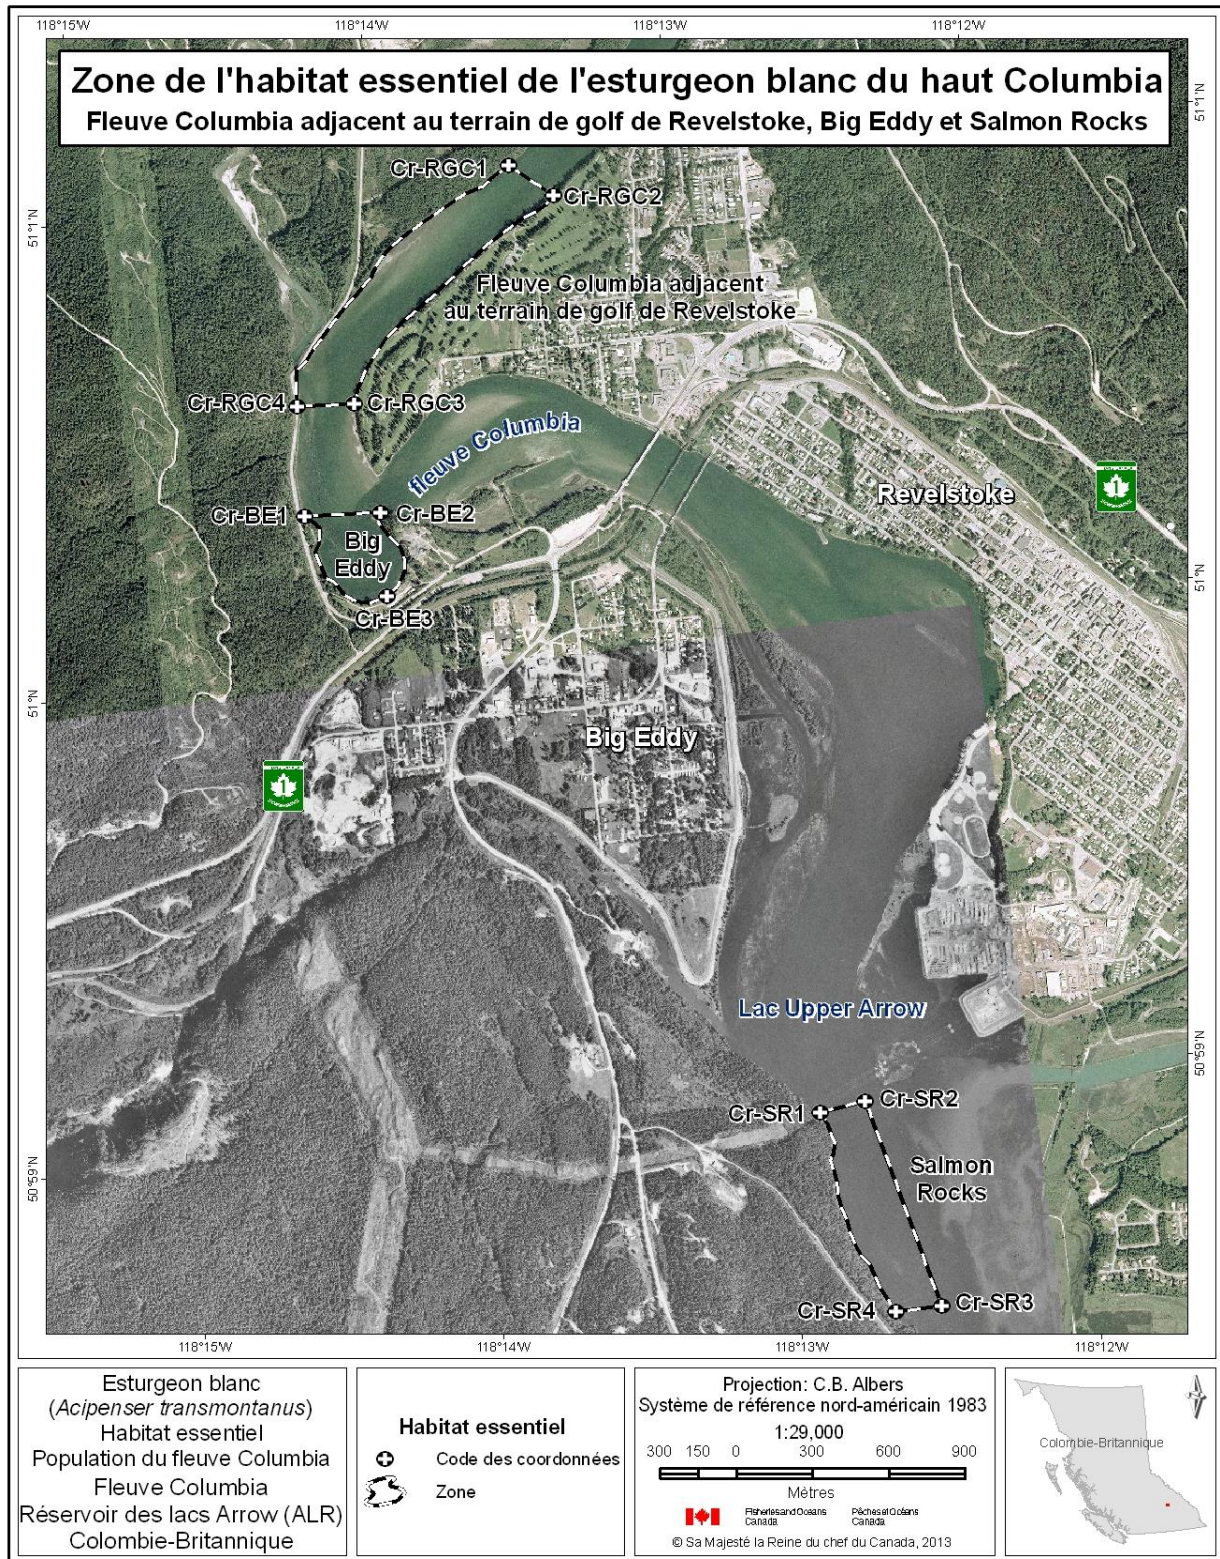 118°15'W 118°14'W 118°13'W 118°12'W
Zone de l'habitat essentiel de l'esturgeon blanc du haut Columbia
Fleuve Columbia adjacent au terrain de golf de Revelstoke, Big Eddy et Salmon Rocks
51°1'N
51°1'N
Cr-RGC1
Cr-RGC2
Fleuve Columbia adjacent
au terrain de golf de Revelstoke
Cr-RGC4
Cr-RGC3
fleuve Columbia
Revelstoke
1
Cr-BE1
Cr-BE2
Big
Eddy
Cr-BE3
51°N
51°N
Big Eddy
1
Lac Upper Arrow
50°59'N
Cr-SR1
Cr-SR2
Salmon
Rocks
50°59'N
Cr-SR4
Cr-SR3
118°15'W 118°14'W 118°13'W 118°12'W
Esturgeon blanc
(Acipenser transmontanus)
Habitat essentiel
Population du fleuve Columbia
Fleuve Columbia
Réservoir des lacs Arrow (ALR)
Colombie-Britannique
Habitat essentiel
Code des coordonnées
Zone
Projection: C.B. Albers
Système de référence nord-américain 1983
1:29,000
300 150 0 300 600 900
Mètres
Fisheries and Oceans
Canada
Pêches et Océans
Canada
© Sa Majesté la Reine du chef du Canada, 2013
Colombie-Britannique